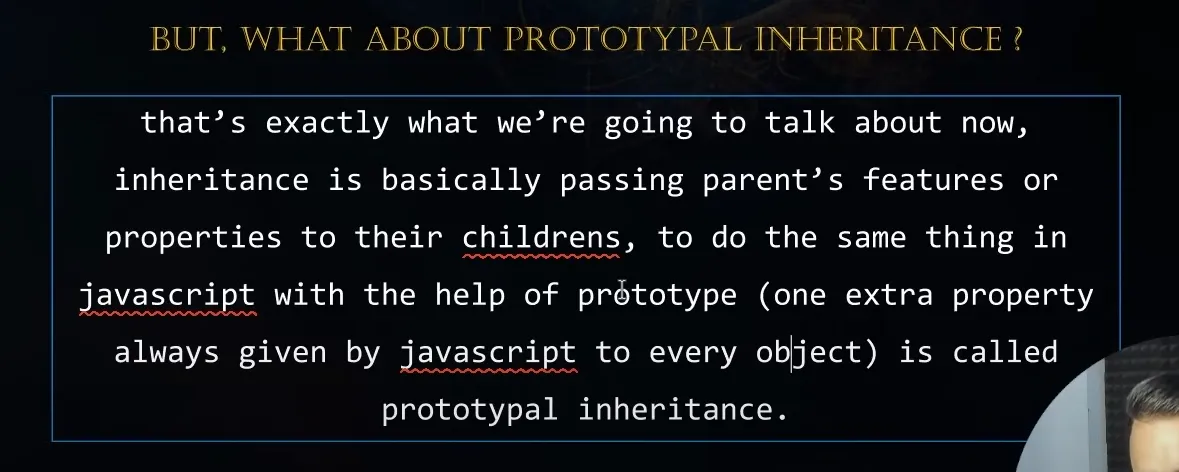 BUT, WHAT ABOUT PROTOTYPAL INHERITANCE ?
that’s exactly what we’re going to talk about now,
inheritance is basically passing parent’s features or
properties to their childrens, to do the same thing in
javascript with the help of prototype (one extra property
always given by javascript to every object) is called
prototypal inheritance.